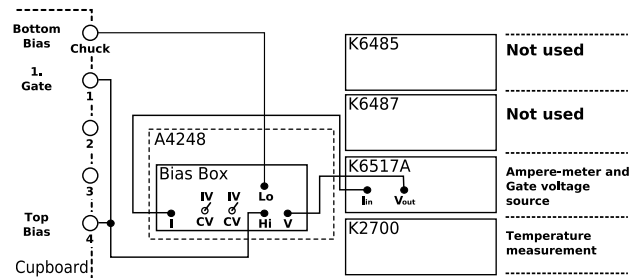 Bottom
Bias
Chuck
1.
Gate
1
2
3
Top
Bias
4
Cupboard
A4248
Bias Box
IV IV Lo
I CV CV Hi V
K6485
Not used
K6487
Not used
K6517A
Iin Vout
Ampere-meter and
Gate voltage
source
K2700
Temperature
measurement